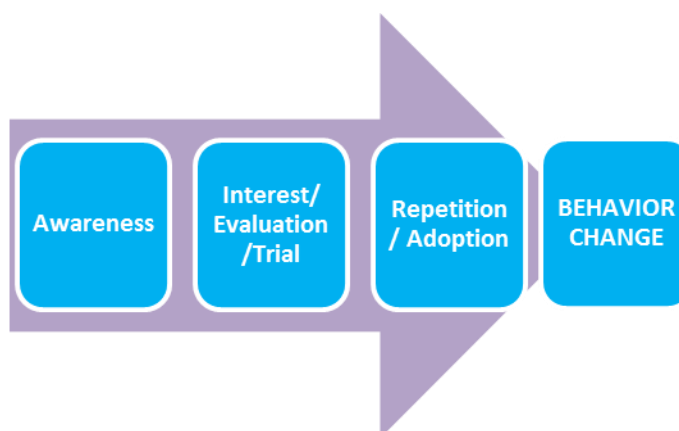 Awareness
Interest/
Evaluation
/Trial
Repetition
/ Adoption
BEHAVIOR
CHANGE